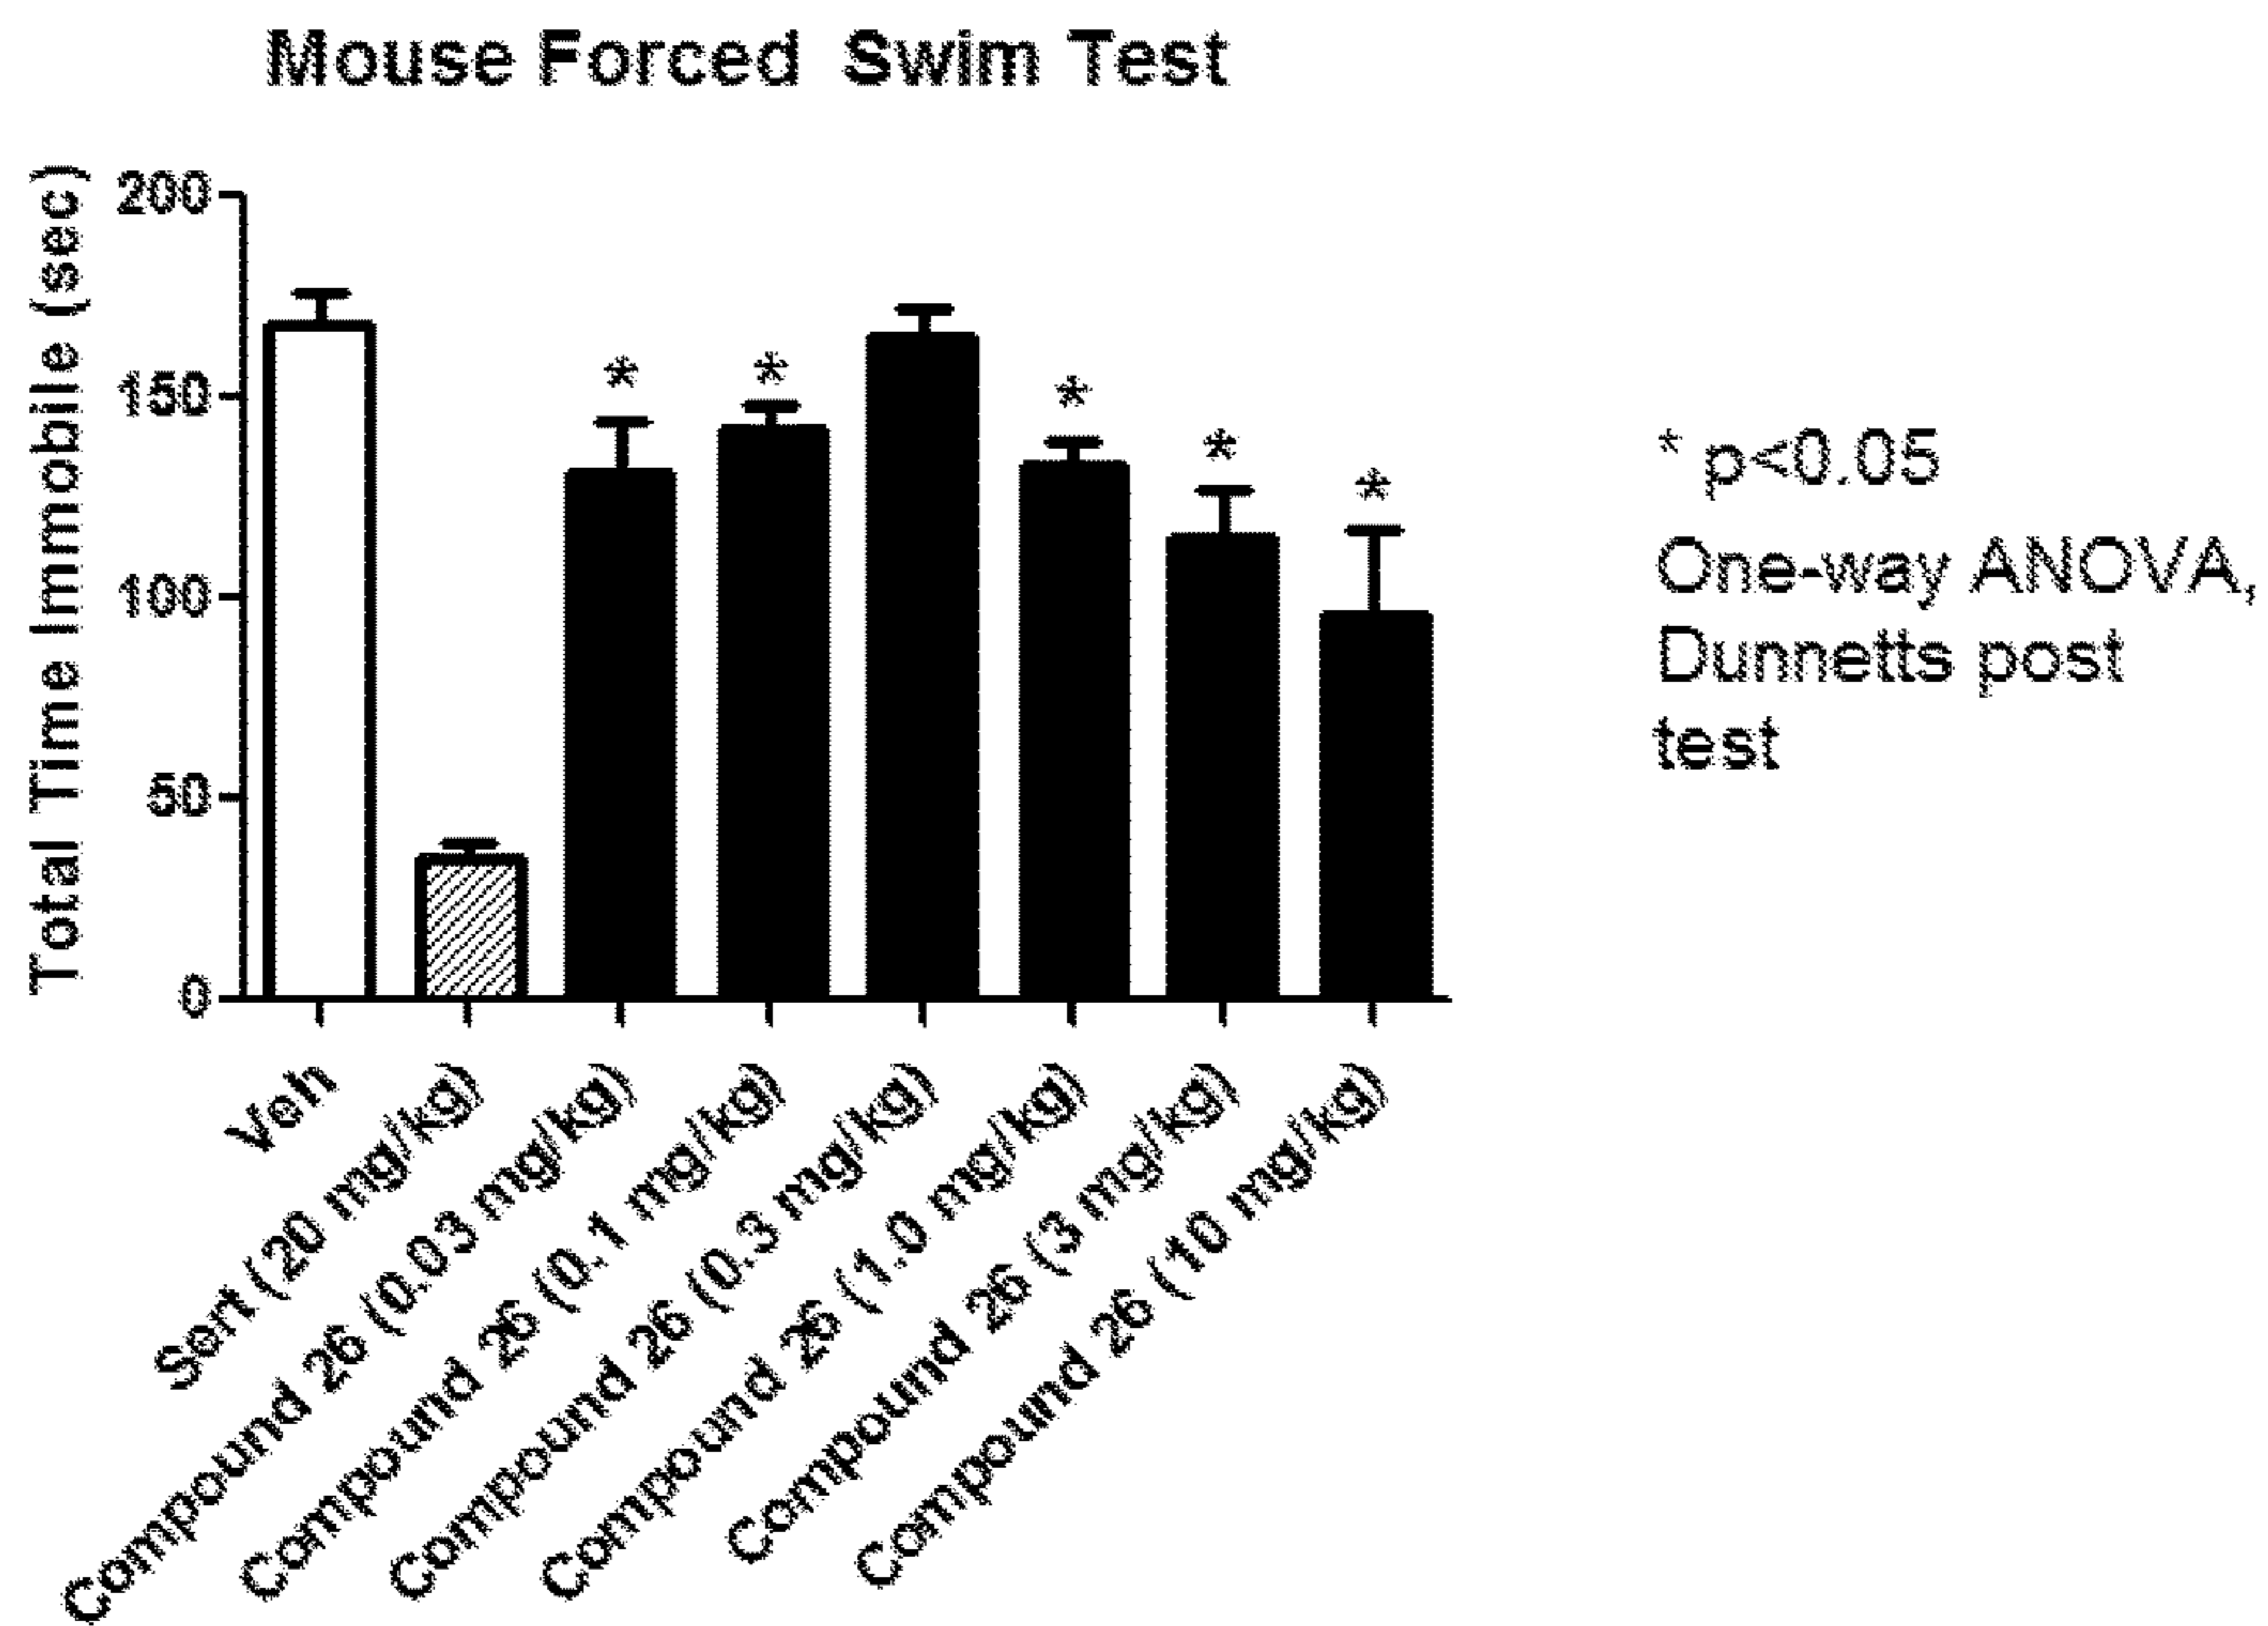 Mouse Forced Swim Test
Total Time Immobile (sec)
200
150
100
50
0
*
*
*
*
*
* p<0.05
One-way ANOVA,
Dunnetts post
test
Veh
Sert (20 mg/kg)
Compound 26 (0.03 mg/kg)
Compound 26 (0.1 mg/kg)
Compound 26 (0.3 mg/kg)
Compound 26 (1.0 mg/kg)
Compound 26 (3 mg/kg)
Compound 26 (10 mg/kg)